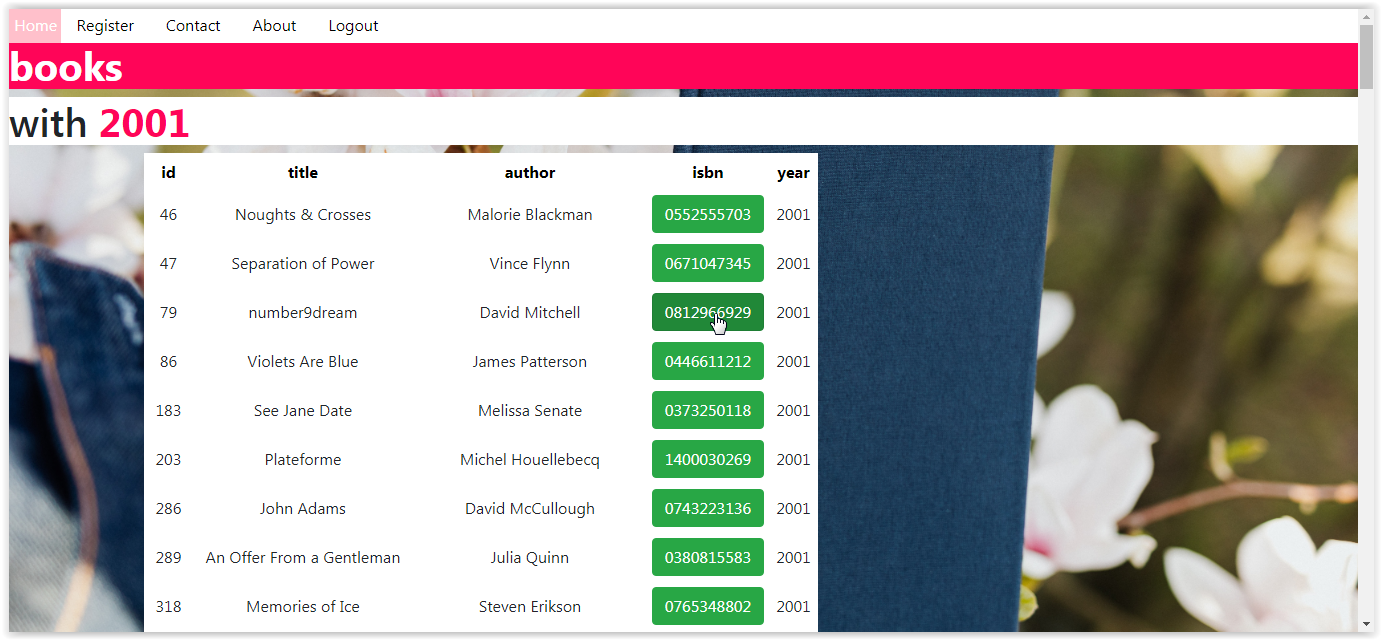 Home Register Contact About Logout
books
with 2001
id title author isbn year
46 Noughts & Crosses Malorie Blackman 0552555703 2001
47 Separation of Power Vince Flynn 0671047345 2001
79 number9dream David Mitchell 0812966929 2001
86 Violets Are Blue James Patterson 0446611212 2001
183 See Jane Date Melissa Senate 0373250118 2001
203 Plateforme Michel Houellebecq 1400030269 2001
286 John Adams David McCullough 0743223136 2001
289 An Offer From a Gentleman Julia Quinn 0380815583 2001
318 Memories of Ice Steven Erikson 0765348802 2001